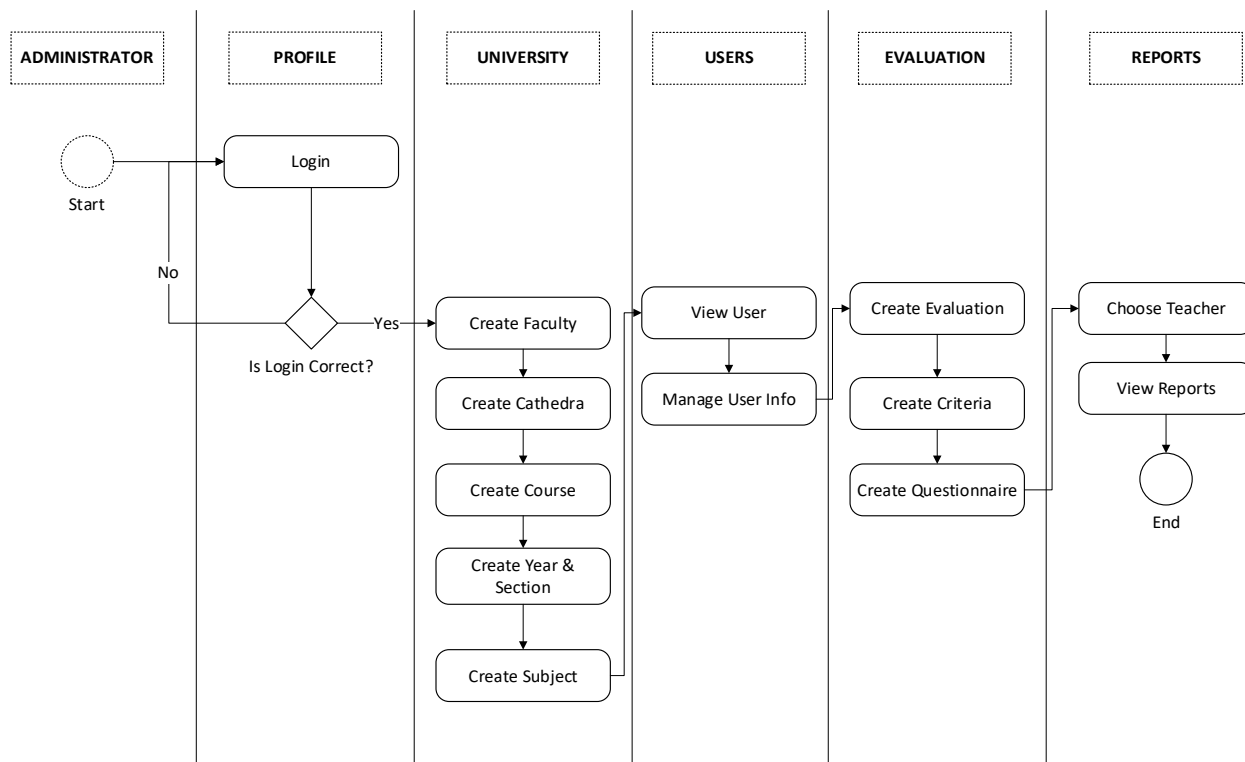 ADMINISTRATOR
PROFILE
UNIVERSITY
USERS
EVALUATION
REPORTS
Start
Login
No
Is Login Correct?
Yes
Create Faculty
Create Cathedra
Create Course
Create Year &
Section
Create Subject
View User
Manage User Info
Create Evaluation
Create Criteria
Create Questionnaire
Choose Teacher
View Reports
End